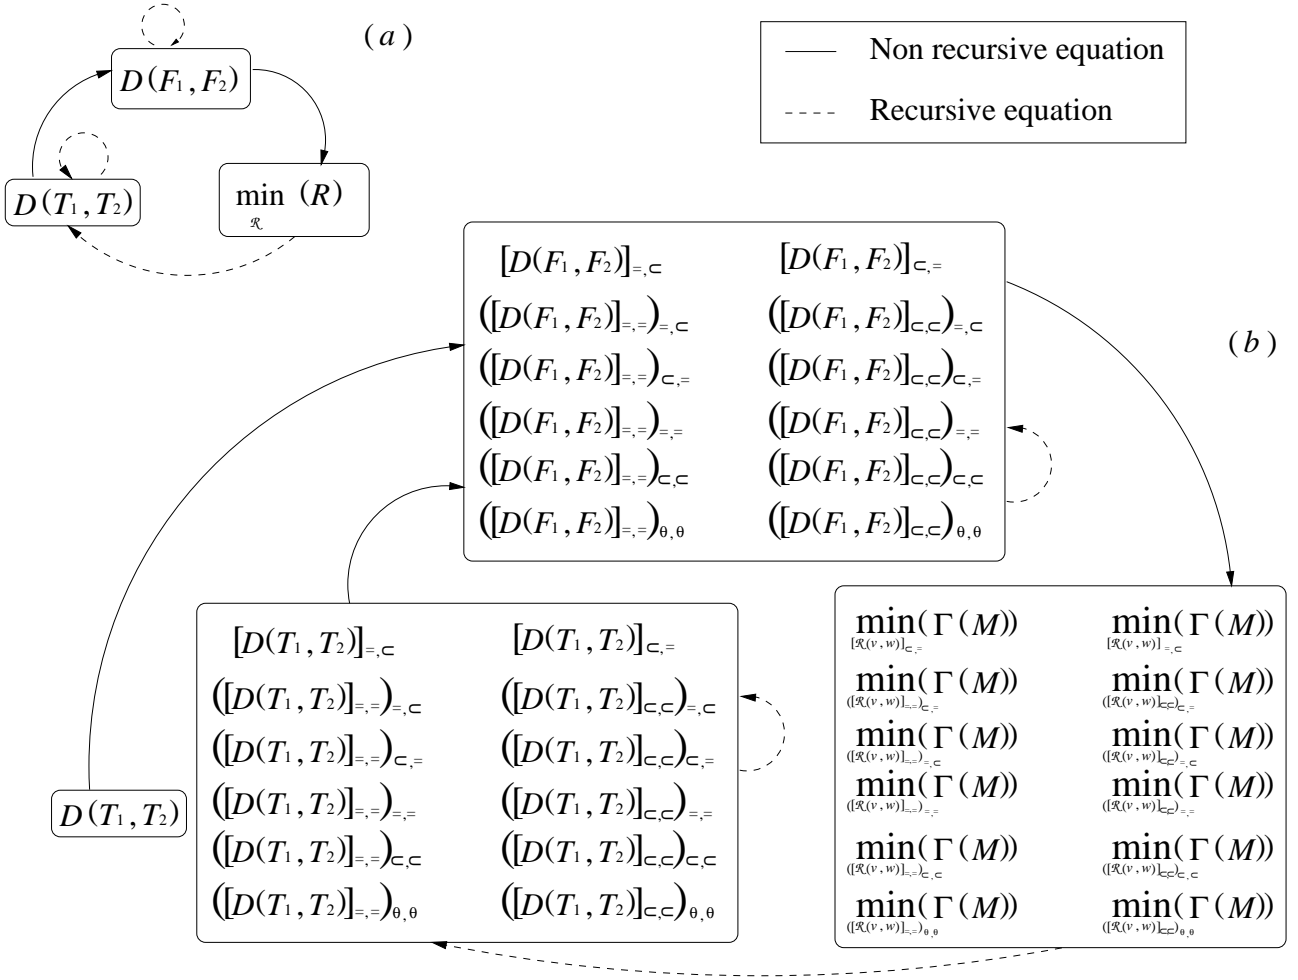 (a)
D(F₁, F₂)
D(T₁, T₂)
min (R)
ℛ
Non recursive equation
Recursive equation
(b)
[D(F₁, F₂)]₌,⊂ [D(F₁, F₂)]⊂,₌
([D(F₁, F₂)]₌,₌)₌,⊂ ([D(F₁, F₂)]⊂,⊂)₌,⊂
([D(F₁, F₂)]₌,₌)⊂,₌ ([D(F₁, F₂)]⊂,⊂)⊂,₌
([D(F₁, F₂)]₌,₌)₌,₌ ([D(F₁, F₂)]⊂,⊂)₌,₌
([D(F₁, F₂)]₌,₌)⊂,⊂ ([D(F₁, F₂)]⊂,⊂)⊂,⊂
([D(F₁, F₂)]₌,₌)θ,θ ([D(F₁, F₂)]⊂,⊂)θ,θ
D(T₁, T₂)
[D(T₁, T₂)]₌,⊂ [D(T₁, T₂)]⊂,₌
([D(T₁, T₂)]₌,₌)₌,⊂ ([D(T₁, T₂)]⊂,⊂)₌,⊂
([D(T₁, T₂)]₌,₌)⊂,₌ ([D(T₁, T₂)]⊂,⊂)⊂,₌
([D(T₁, T₂)]₌,₌)₌,₌ ([D(T₁, T₂)]⊂,⊂)₌,₌
([D(T₁, T₂)]₌,₌)⊂,⊂ ([D(T₁, T₂)]⊂,⊂)⊂,⊂
([D(T₁, T₂)]₌,₌)θ,θ ([D(T₁, T₂)]⊂,⊂)θ,θ
min(Γ(M)) min(Γ(M))
[ℛ(v,w)]⊂,₌ [ℛ(v,w)]₌,⊂
min(Γ(M)) min(Γ(M))
([ℛ(v,w)]₌,₌)⊂,₌ ([ℛ(v,w)]⊂,⊂)⊂,₌
min(Γ(M)) min(Γ(M))
([ℛ(v,w)]₌,₌)₌,⊂ ([ℛ(v,w)]⊂,⊂)₌,⊂
min(Γ(M)) min(Γ(M))
([ℛ(v,w)]₌,₌)₌,₌ ([ℛ(v,w)]⊂,⊂)₌,₌
min(Γ(M)) min(Γ(M))
([ℛ(v,w)]₌,₌)⊂,⊂ ([ℛ(v,w)]⊂,⊂)⊂,⊂
min(Γ(M)) min(Γ(M))
([ℛ(v,w)]₌,₌)θ,θ ([ℛ(v,w)]⊂,⊂)θ,θ